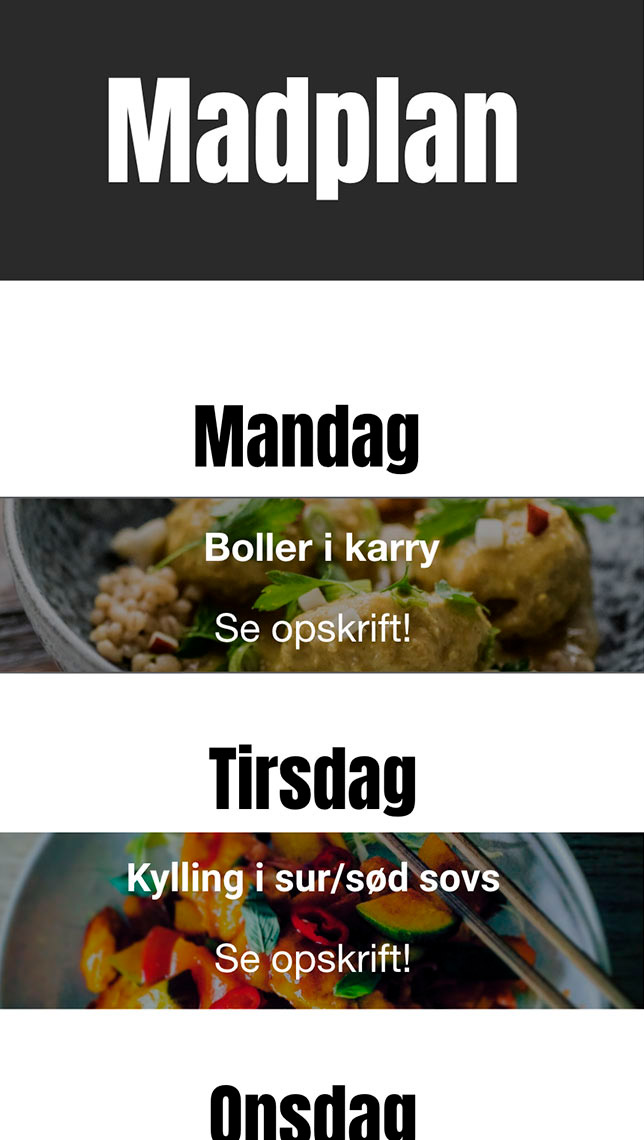 Madplan
Mandag
Boller i karry
Se opskrift!
Tirsdag
Kylling i sur/sød sovs
Se opskrift!
Onsdag